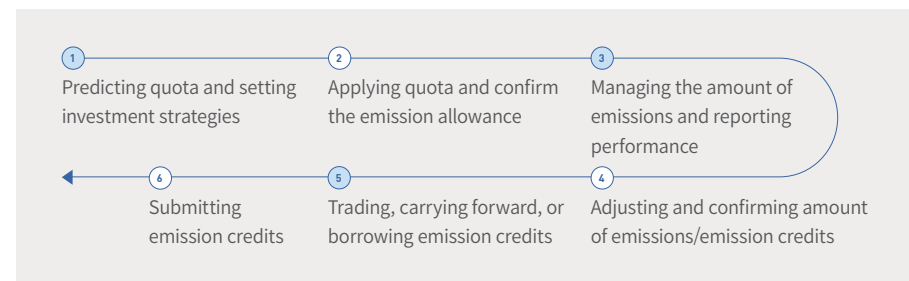 1
2
3
Predicting quota and setting
investment strategies
Applying quota and confirm
the emission allowance
Managing the amount of
emissions and reporting
performance
4
Adjusting and confirming amount
of emissions/emission credits
5
Trading, carrying forward, or
borrowing emission credits
6
Submitting
emission credits